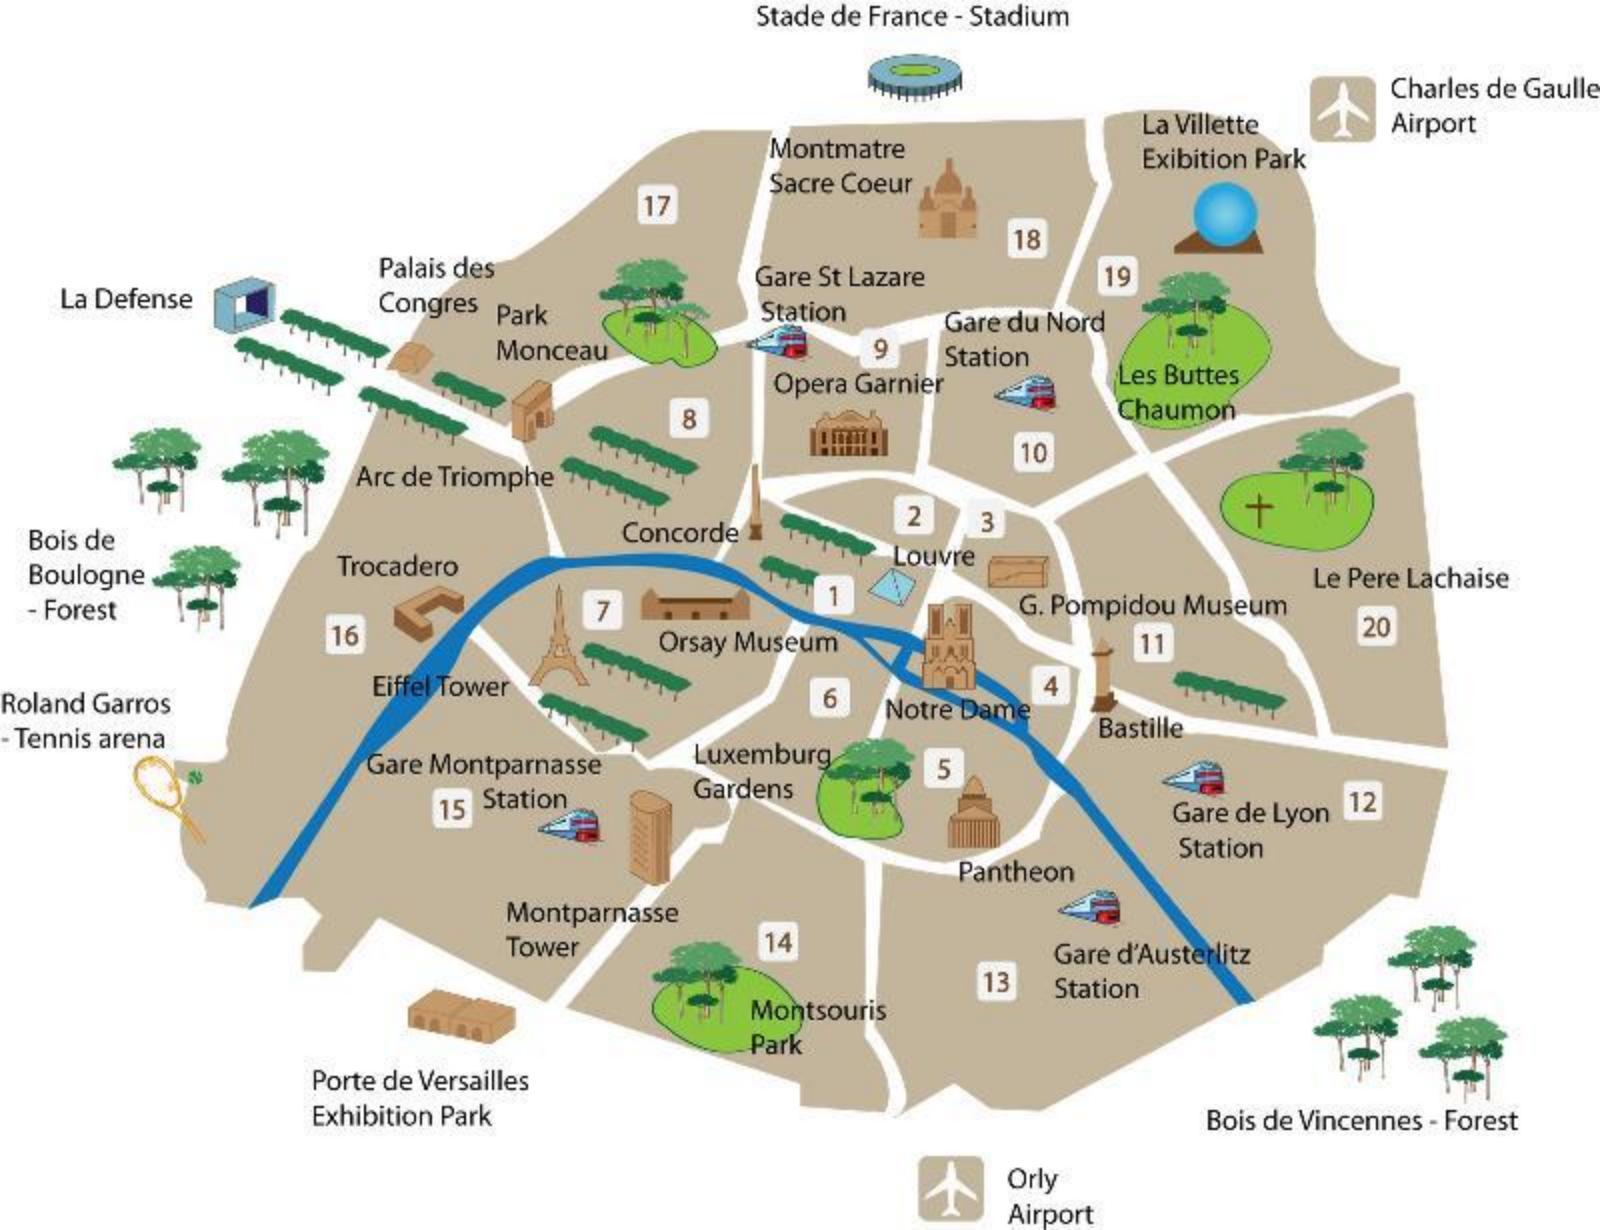 Stade de France - Stadium
Charles de Gaulle
Airport
La Villette
Exibition Park
Montmatre
Sacre Coeur
17
18
19
Palais des
Congres
Gare St Lazare
Station
La Defense
Park
Monceau
Gare du Nord
Station
9
Opera Garnier
Les Buttes
Chaumon
8
10
Arc de Triomphe
2
3
Concorde
Louvre
Bois de
Boulogne
- Forest
Trocadero
Le Pere Lachaise
1
7
G. Pompidou Museum
16
Orsay Museum
11
20
Eiffel Tower
6
4
Notre Dame
Roland Garros
- Tennis arena
Bastille
Luxemburg
Gardens
5
Gare Montparnasse
Station
15
12
Gare de Lyon
Station
Pantheon
Montparnasse
Tower
14
Gare d'Austerlitz
Station
13
Montsouris
Park
Porte de Versailles
Exhibition Park
Bois de Vincennes - Forest
Orly
Airport